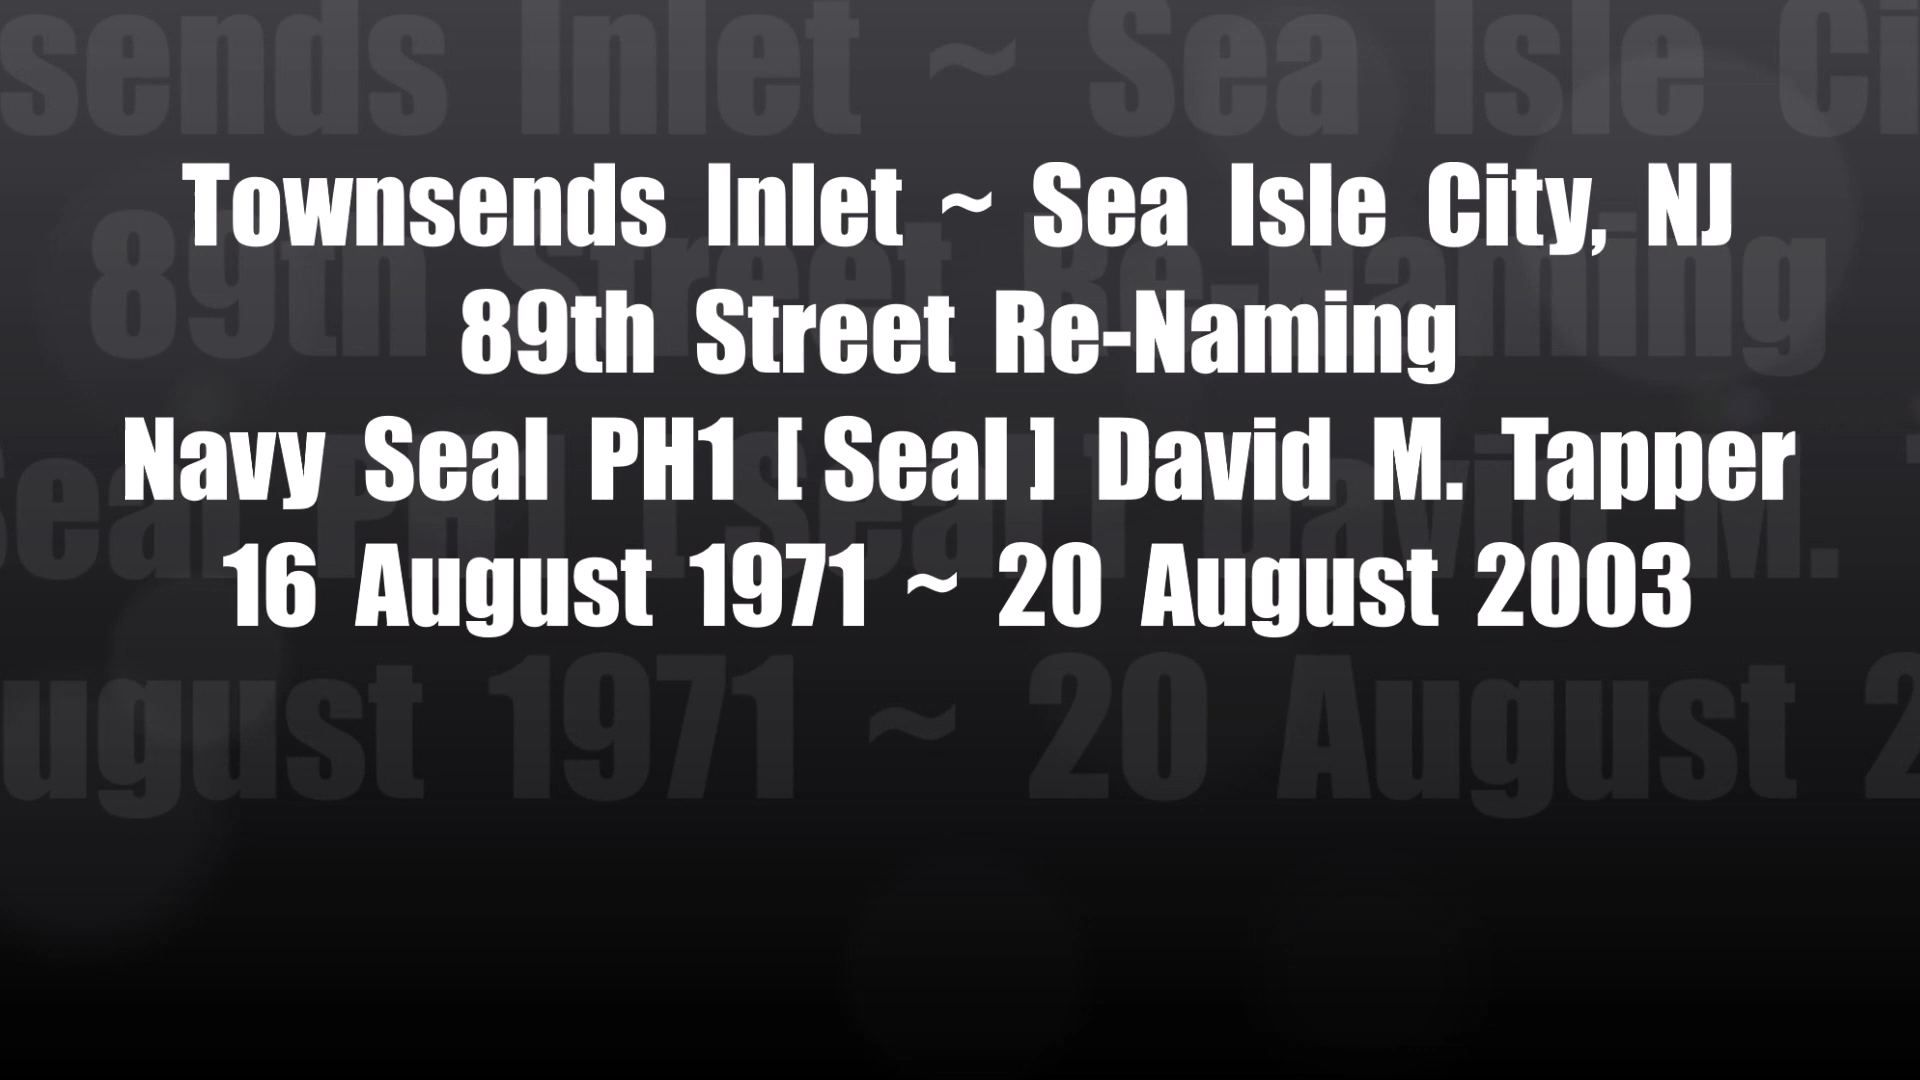 Townsends Inlet ~ Sea Isle City, NJ
89th Street Re-Naming
Navy Seal PH1 [ Seal ] David M. Tapper
16 August 1971 ~ 20 August 2003